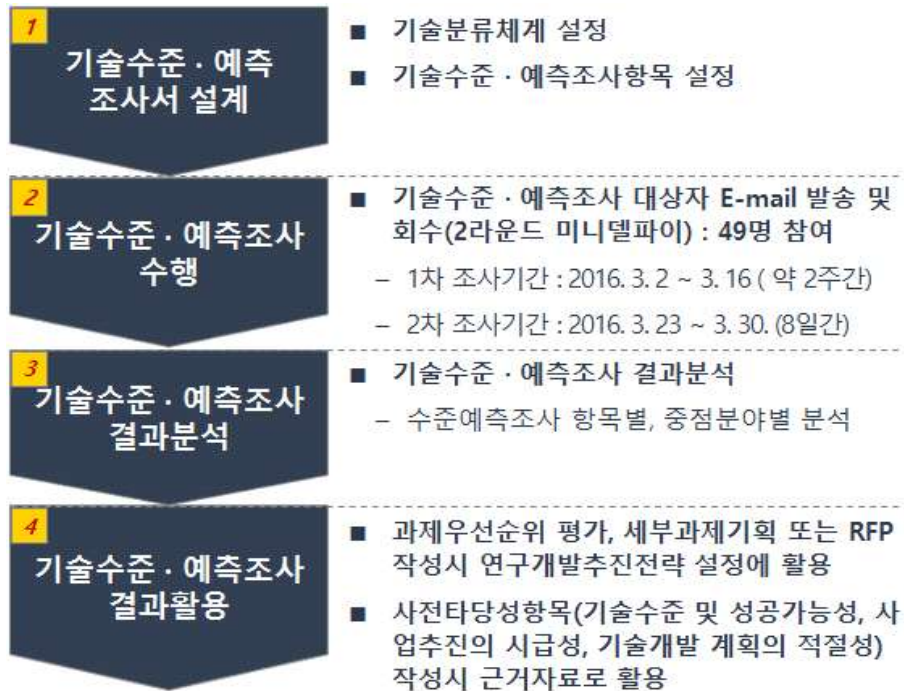 1
기술수준 · 예측
조사서 설계
■ 기술분류체계 설정
■ 기술수준 · 예측조사항목 설정
2
기술수준 · 예측조사
수행
■ 기술수준 · 예측조사 대상자 E-mail 발송 및
회수(2라운드 미니델파이) : 49명 참여
– 1차 조사기간 : 2016. 3. 2 ~ 3. 16 ( 약 2주간)
– 2차 조사기간 : 2016. 3. 23 ~ 3. 30. (8일간)
3
기술수준 · 예측조사
결과분석
■ 기술수준 · 예측조사 결과분석
– 수준예측조사 항목별, 중점분야별 분석
4
기술수준 · 예측조사
결과활용
■ 과제우선순위 평가, 세부과제기획 또는 RFP
작성시 연구개발추진전략 설정에 활용
■ 사전타당성항목(기술수준 및 성공가능성, 사
업추진의 시급성, 기술개발 계획의 적절성)
작성시 근거자료로 활용